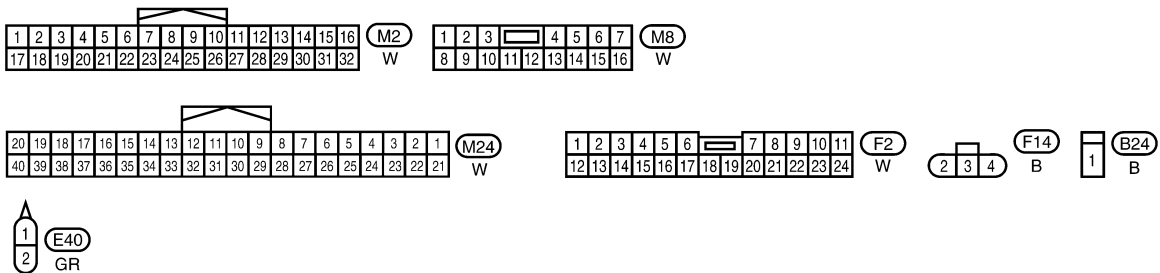 1 2 3 4 5 6 7 8 9 10 11 12 13 14 15 16 M2
17 18 19 20 21 22 23 24 25 26 27 28 29 30 31 32 W
1 2 3 4 5 6 7 M8
8 9 10 11 12 13 14 15 16 W
20 19 18 17 16 15 14 13 12 11 10 9 8 7 6 5 4 3 2 1 M24
40 39 38 37 36 35 34 33 32 31 30 29 28 27 26 25 24 23 22 21 W
1 2 3 4 5 6 7 8 9 10 11 F2
12 13 14 15 16 17 18 19 20 21 22 23 24 W
2 3 4 F14
B
1 B24
B
1 E40
2 GR